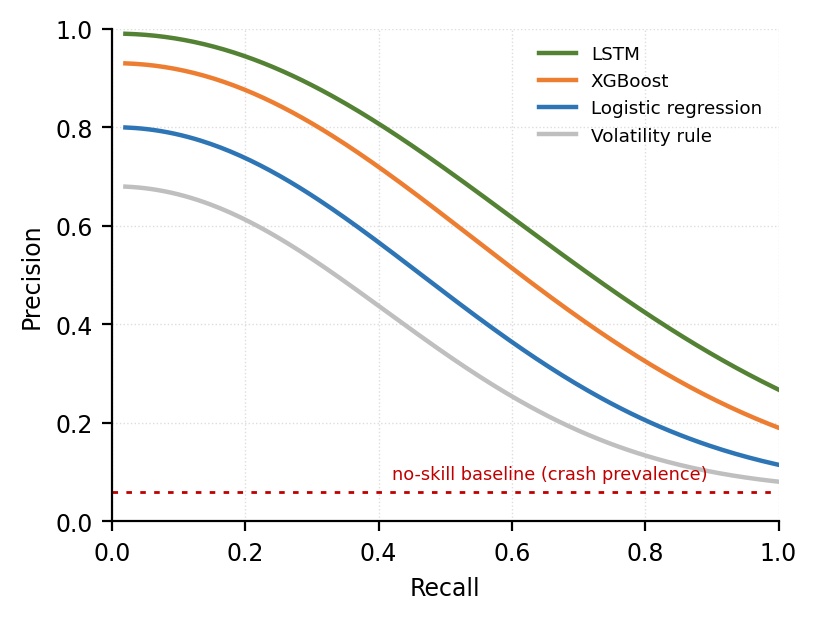 1.0
0.8
0.6
0.4
0.2
0.0
Precision
LSTM
XGBoost
Logistic regression
Volatility rule
no-skill baseline (crash prevalence)
0.0 0.2 0.4 0.6 0.8 1.0
Recall